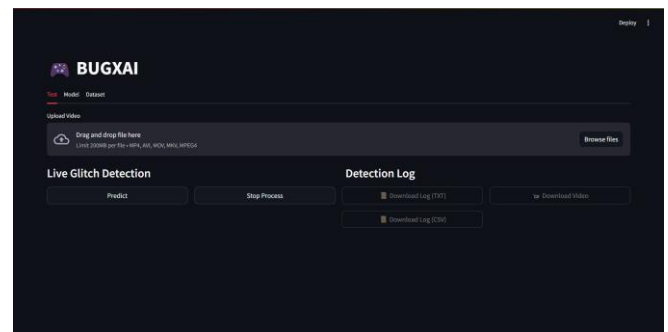 Deploy
BUGXAI
Test Model Dataset
Upload Video
Drag and drop file here
Limit 200MB per file • MP4, AVI, MOV, MKV, MPEG4
Browse files
Live Glitch Detection
Detection Log
Predict
Stop Process
Download Log (TXT)
Download Video
Download Log (CSV)